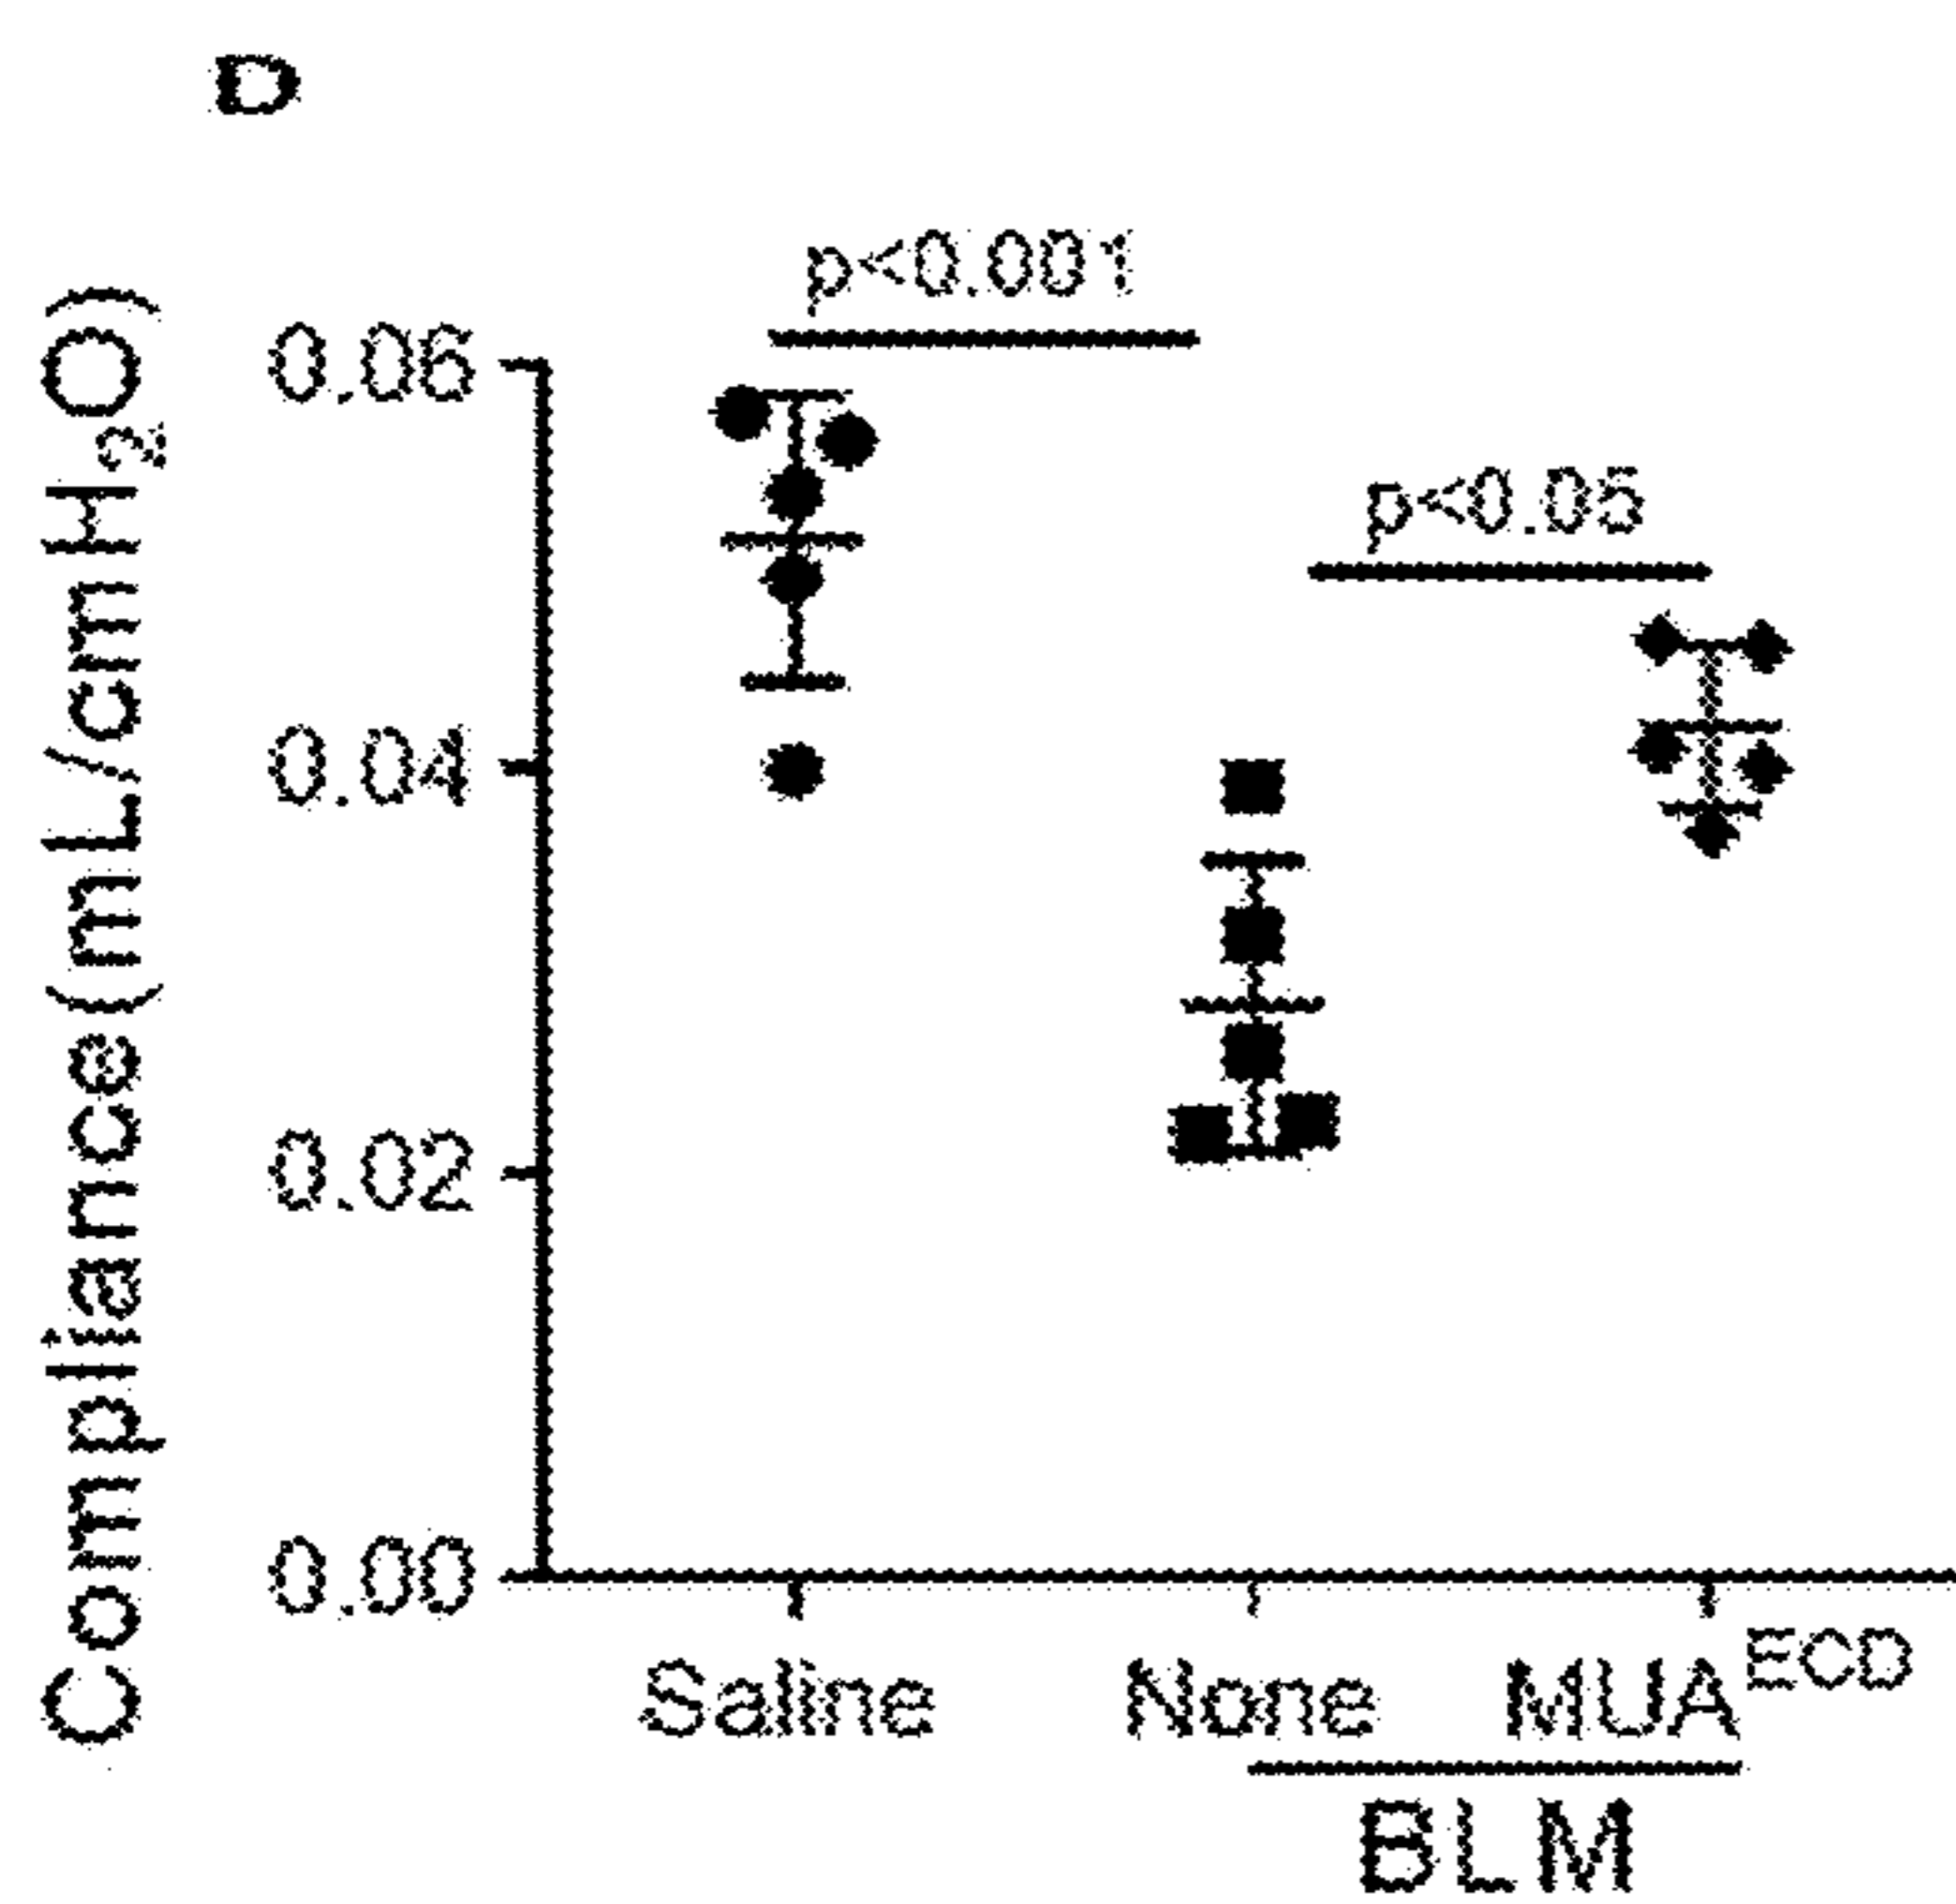 D
p<0.001
p<0.05
Compliance (mL/cmH2O)
0.06
0.04
0.02
0.00
Saline
None
MUA^ECD
BLM